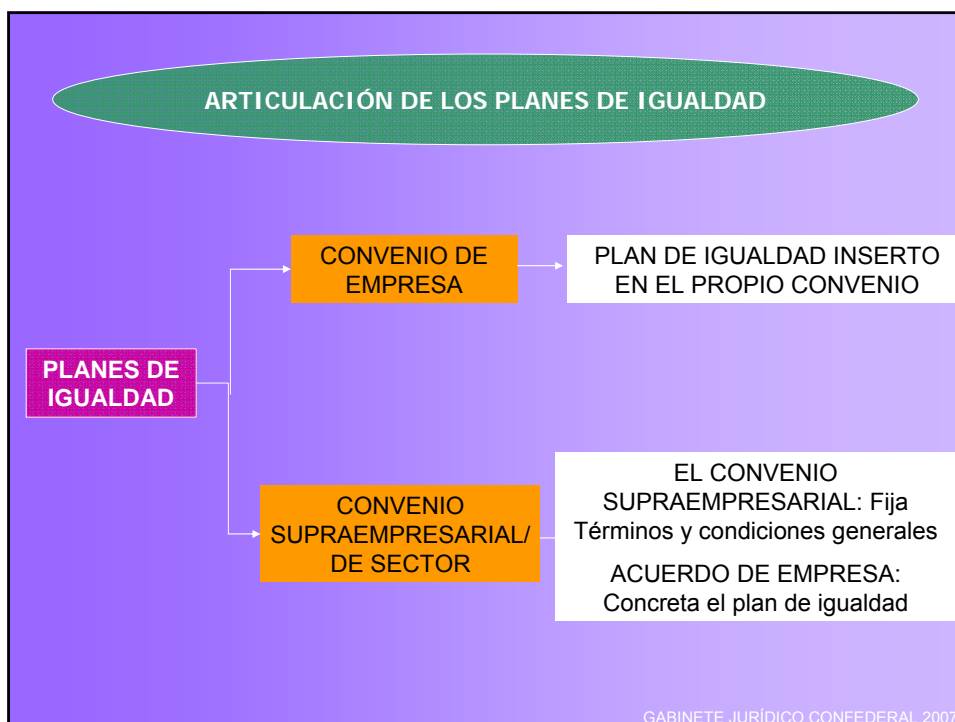 ARTICULACIÓN DE LOS PLANES DE IGUALDAD
CONVENIO DE
EMPRESA
PLAN DE IGUALDAD INSERTO
EN EL PROPIO CONVENIO
PLANES DE
IGUALDAD
CONVENIO
SUPRAEMPRESARIAL/
DE SECTOR
EL CONVENIO
SUPRAEMPRESARIAL: Fija
Términos y condiciones generales
ACUERDO DE EMPRESA:
Concreta el plan de igualdad
GABINETE JURÍDICO CONFEDERAL 2007